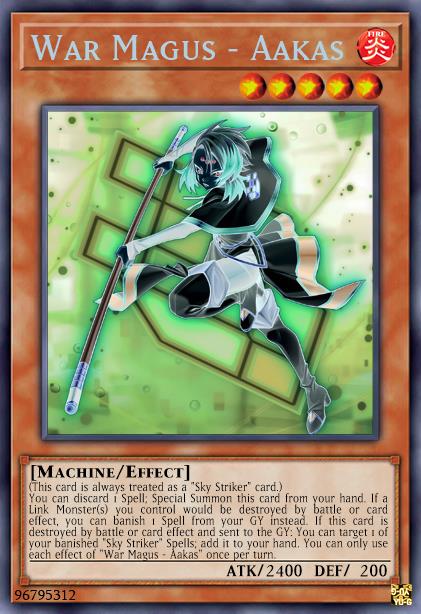 War Magus - Aakas
FIRE
炎
[Machine/Effect]
(This card is always treated as a "Sky Striker" card.)
You can discard 1 Spell; Special Summon this card from your hand. If a
Link Monster(s) you control would be destroyed by battle or card
effect, you can banish 1 Spell from your GY instead. If this card is
destroyed by battle or card effect and sent to the GY: You can target 1 of
your banished "Sky Striker" Spells; add it to your hand. You can only use
each effect of "War Magus - Aakas" once per turn.
ATK/2400 DEF/ 200
96795312